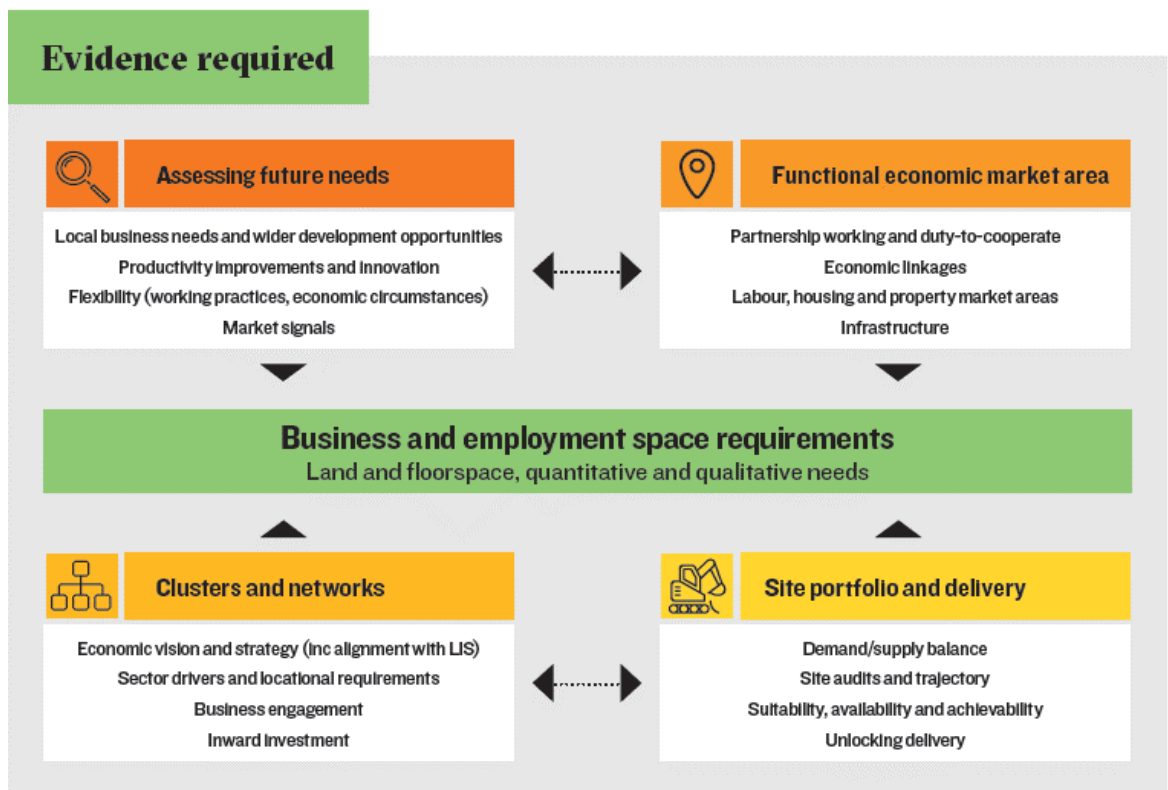 Evidence required
Assessing future needs
Local business needs and wider development opportunities
Productivity improvements and innovation
Flexibility (working practices, economic circumstances)
Market signals
Functional economic market area
Partnership working and duty-to-cooperate
Economic linkages
Labour, housing and property market areas
Infrastructure
Business and employment space requirements
Land and floorspace, quantitative and qualitative needs
Clusters and networks
Economic vision and strategy (inc alignment with LIS)
Sector drivers and locational requirements
Business engagement
Inward investment
Site portfolio and delivery
Demand/supply balance
Site audits and trajectory
Suitability, availability and achievability
Unlocking delivery